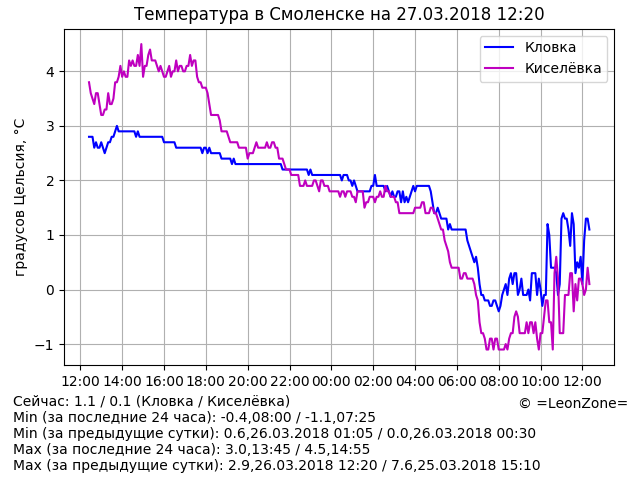 Температура в Смоленске на 27.03.2018 12:20
градусов Цельсия, °C
Кловка
Киселёвка
4
3
2
1
0
−1
12:00 14:00 16:00 18:00 20:00 22:00 00:00 02:00 04:00 06:00 08:00 10:00 12:00
Сейчас: 1.1 / 0.1 (Кловка / Киселёвка)
© =LeonZone=
Min (за последние 24 часа): -0.4,08:00 / -1.1,07:25
Min (за предыдущие сутки): 0.6,26.03.2018 01:05 / 0.0,26.03.2018 00:30
Max (за последние 24 часа): 3.0,13:45 / 4.5,14:55
Max (за предыдущие сутки): 2.9,26.03.2018 12:20 / 7.6,25.03.2018 15:10